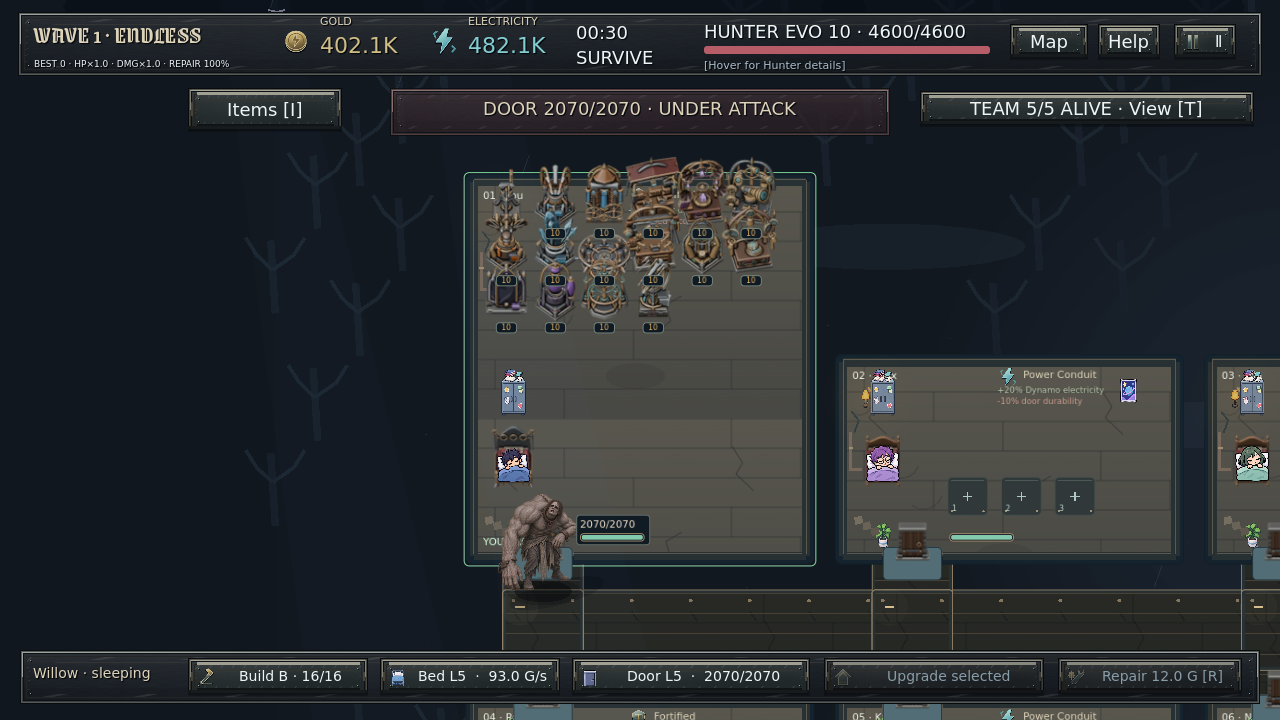 WAVE 1 · ENDLESS
BEST 0 · HP×1.0 · DMG×1.0 · REPAIR 100%
GOLD
402.1K
ELECTRICITY
482.1K
00:30
SURVIVE
HUNTER EVO 10 · 4600/4600
[Hover for Hunter details]
Map
Help
II
Items [I]
DOOR 2070/2070 · UNDER ATTACK
TEAM 5/5 ALIVE · View [T]
01
10 10 10 10 10
10 10 10 10 10 10
10 10 10 10
2070/2070
02
Power Conduit
+20% Dynamo electricity
-10% door durability
+ + +
1 2 3
03 ·
Willow · sleeping
Build B · 16/16
Bed L5 · 93.0 G/s
Door L5 · 2070/2070
Upgrade selected
Repair 12.0 G [R]
04 ·
Fortified
05 ·
Power Conduit
06 ·